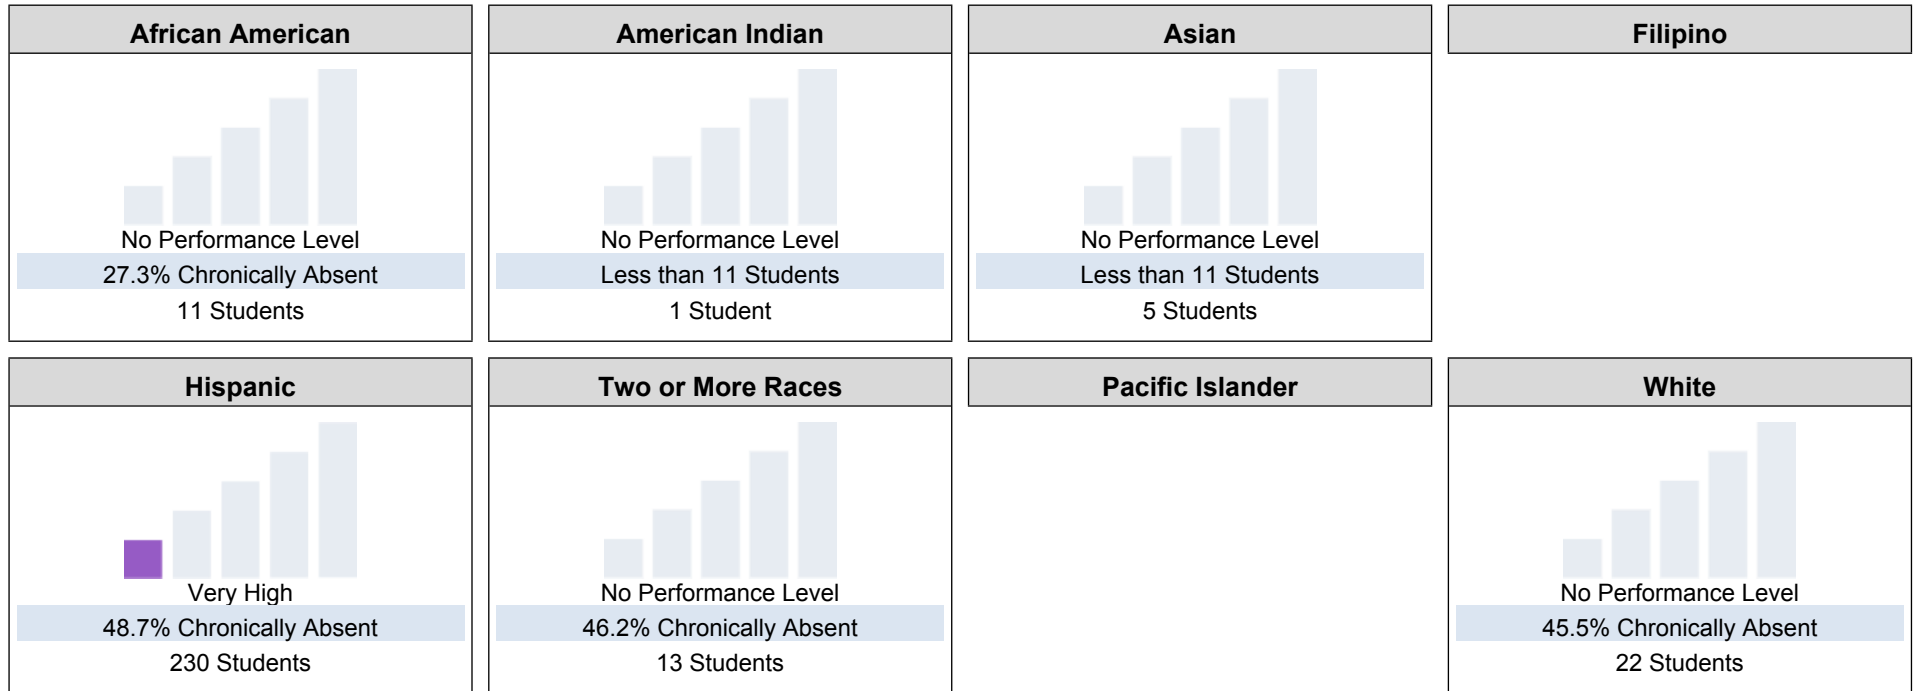 African American
No Performance Level
27.3% Chronically Absent
11 Students
American Indian
No Performance Level
Less than 11 Students
1 Student
Asian
No Performance Level
Less than 11 Students
5 Students
Filipino
Hispanic
Very High
48.7% Chronically Absent
230 Students
Two or More Races
No Performance Level
46.2% Chronically Absent
13 Students
Pacific Islander
White
No Performance Level
45.5% Chronically Absent
22 Students